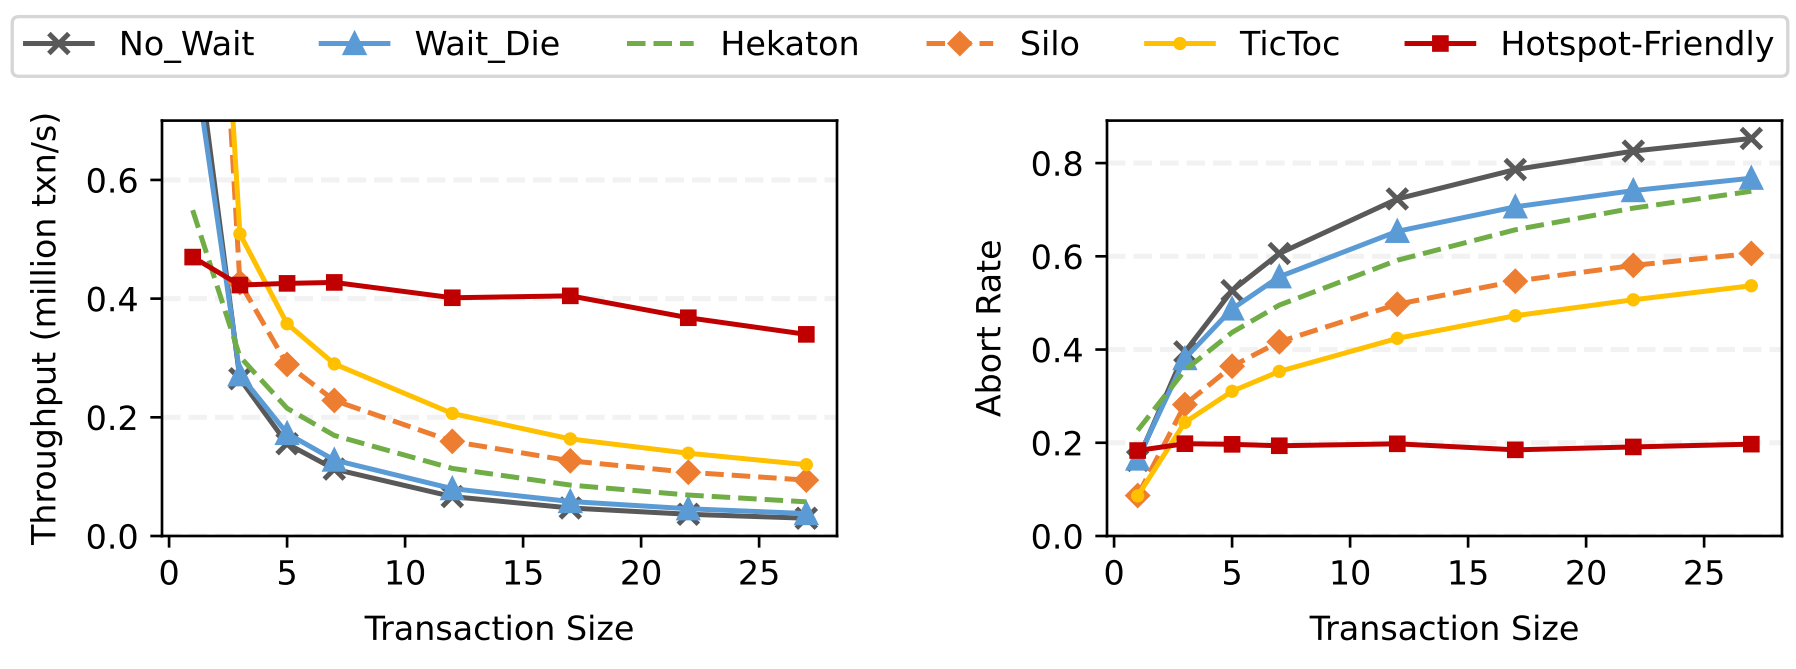 No_Wait Wait_Die Hekaton Silo TicToc Hotspot-Friendly
Throughput (million txn/s)
0.6
0.4
0.2
0.0
0 5 10 15 20 25
Transaction Size
Abort Rate
0.8
0.6
0.4
0.2
0.0
0 5 10 15 20 25
Transaction Size